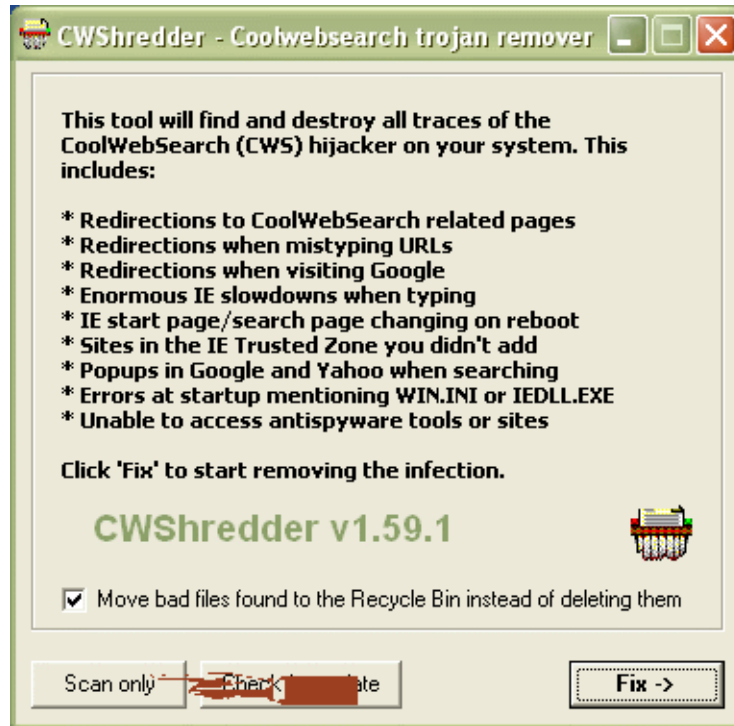 CWShredder - Coolwebsearch trojan remover
This tool will find and destroy all traces of the
CoolWebSearch (CWS) hijacker on your system. This
includes:
* Redirections to CoolWebSearch related pages
* Redirections when mistyping URLs
* Redirections when visiting Google
* Enormous IE slowdowns when typing
* IE start page/search page changing on reboot
* Sites in the IE Trusted Zone you didn't add
* Popups in Google and Yahoo when searching
* Errors at startup mentioning WIN.INI or IEDLL.EXE
* Unable to access antispyware tools or sites
Click 'Fix' to start removing the infection.
CWShredder v1.59.1
Move bad files found to the Recycle Bin instead of deleting them
Scan only
Check
Fix ->